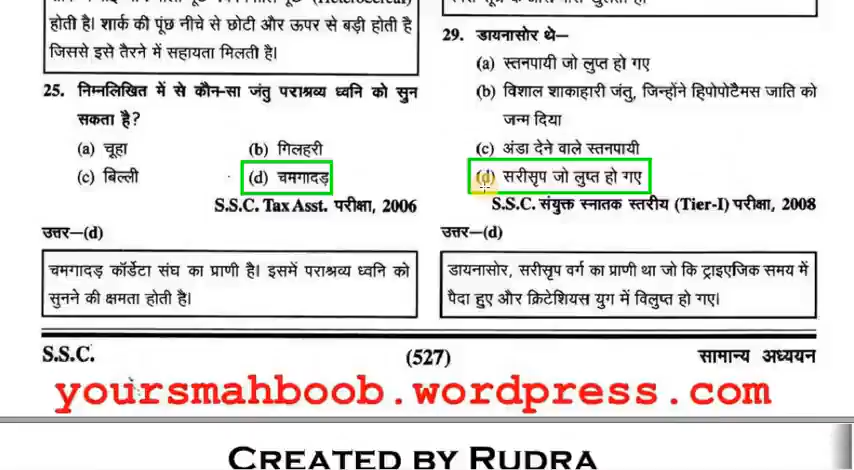 होती है। शार्क की पूंछ नीचे से छोटी और ऊपर से बड़ी होती है
जिससे इसे तैरने में सहायता मिलती है।
25. निम्नलिखित में से कौन-सा जंतु पराश्रव्य ध्वनि को सुन
सकता है?
(a) चूहा (b) गिलहरी
(c) बिल्ली (d) चमगादड़
S.S.C. Tax Asst. परीक्षा, 2006
उत्तर—(d)
चमगादड़ कॉर्डेटा संघ का प्राणी है। इसमें पराश्रव्य ध्वनि को
सुनने की क्षमता होती है।
29. डायनासोर थे—
(a) स्तनपायी जो लुप्त हो गए
(b) विशाल शाकाहारी जंतु, जिन्होंने हिपोपोटैमस जाति को
जन्म दिया
(c) अंडा देने वाले स्तनपायी
(d) सरीसृप जो लुप्त हो गए
S.S.C. संयुक्त स्नातक स्तरीय (Tier-I) परीक्षा, 2008
उत्तर—(d)
डायनासोर, सरीसृप वर्ग का प्राणी था जो कि ट्राइएजिक समय में
पैदा हुए और क्रिटेशियस युग में विलुप्त हो गए।
S.S.C. (527) सामान्य अध्ययन
yoursmahboob.wordpress.com
CREATED BY RUDRA